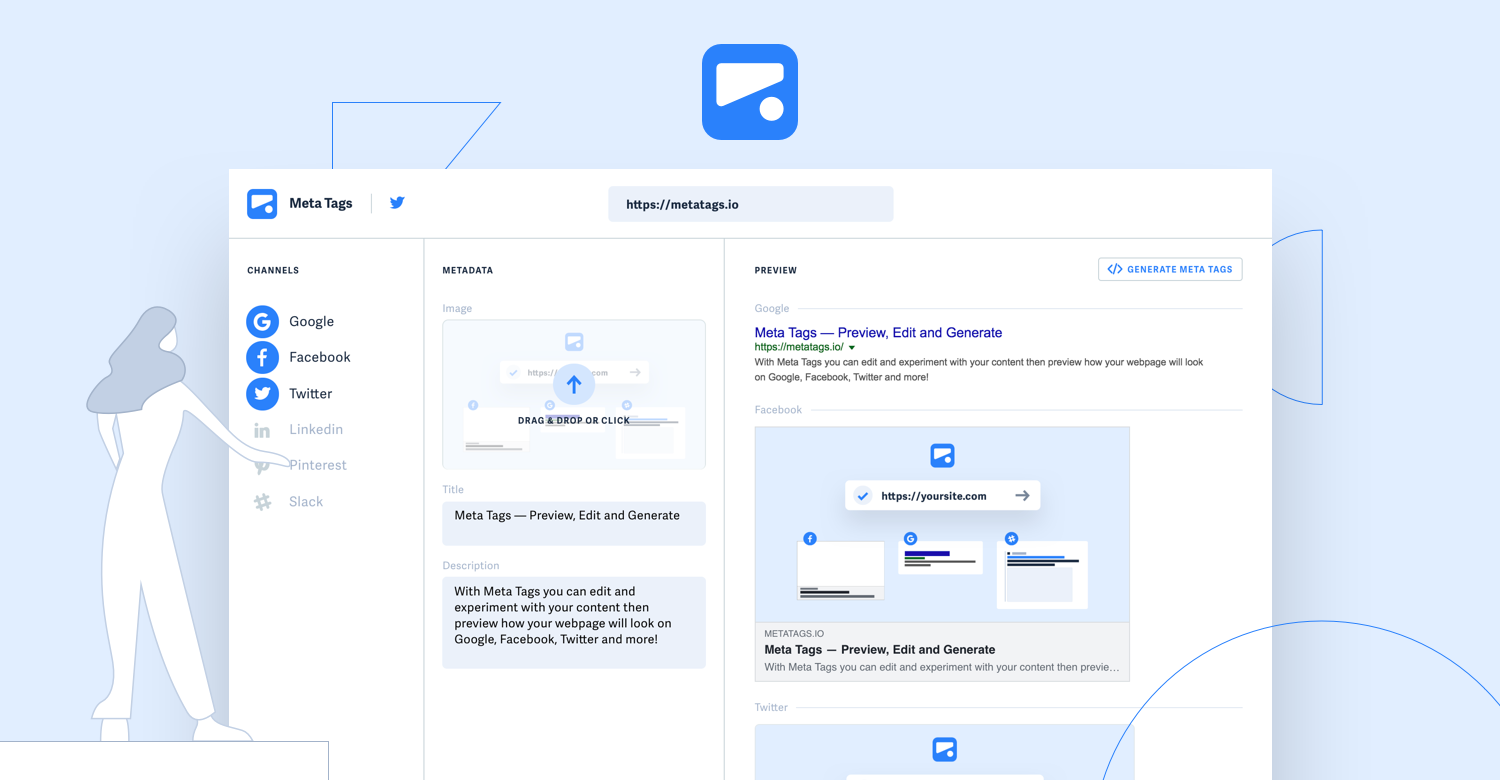 Meta Tags
https://metatags.io
CHANNELS
Google
Facebook
Twitter
Linkedin
Pinterest
Slack
METADATA
Image
DRAG & DROP OR CLICK
Title
Meta Tags — Preview, Edit and Generate
Description
With Meta Tags you can edit and
experiment with your content then
preview how your webpage will look on
Google, Facebook, Twitter and more!
PREVIEW
GENERATE META TAGS
Google
Meta Tags — Preview, Edit and Generate
https://metatags.io/
With Meta Tags you can edit and experiment with your content then preview how your webpage will look
on Google, Facebook, Twitter and more!
Facebook
https://yoursite.com
METATAGS.IO
Meta Tags — Preview, Edit and Generate
With Meta Tags you can edit and experiment with your content then previe...
Twitter